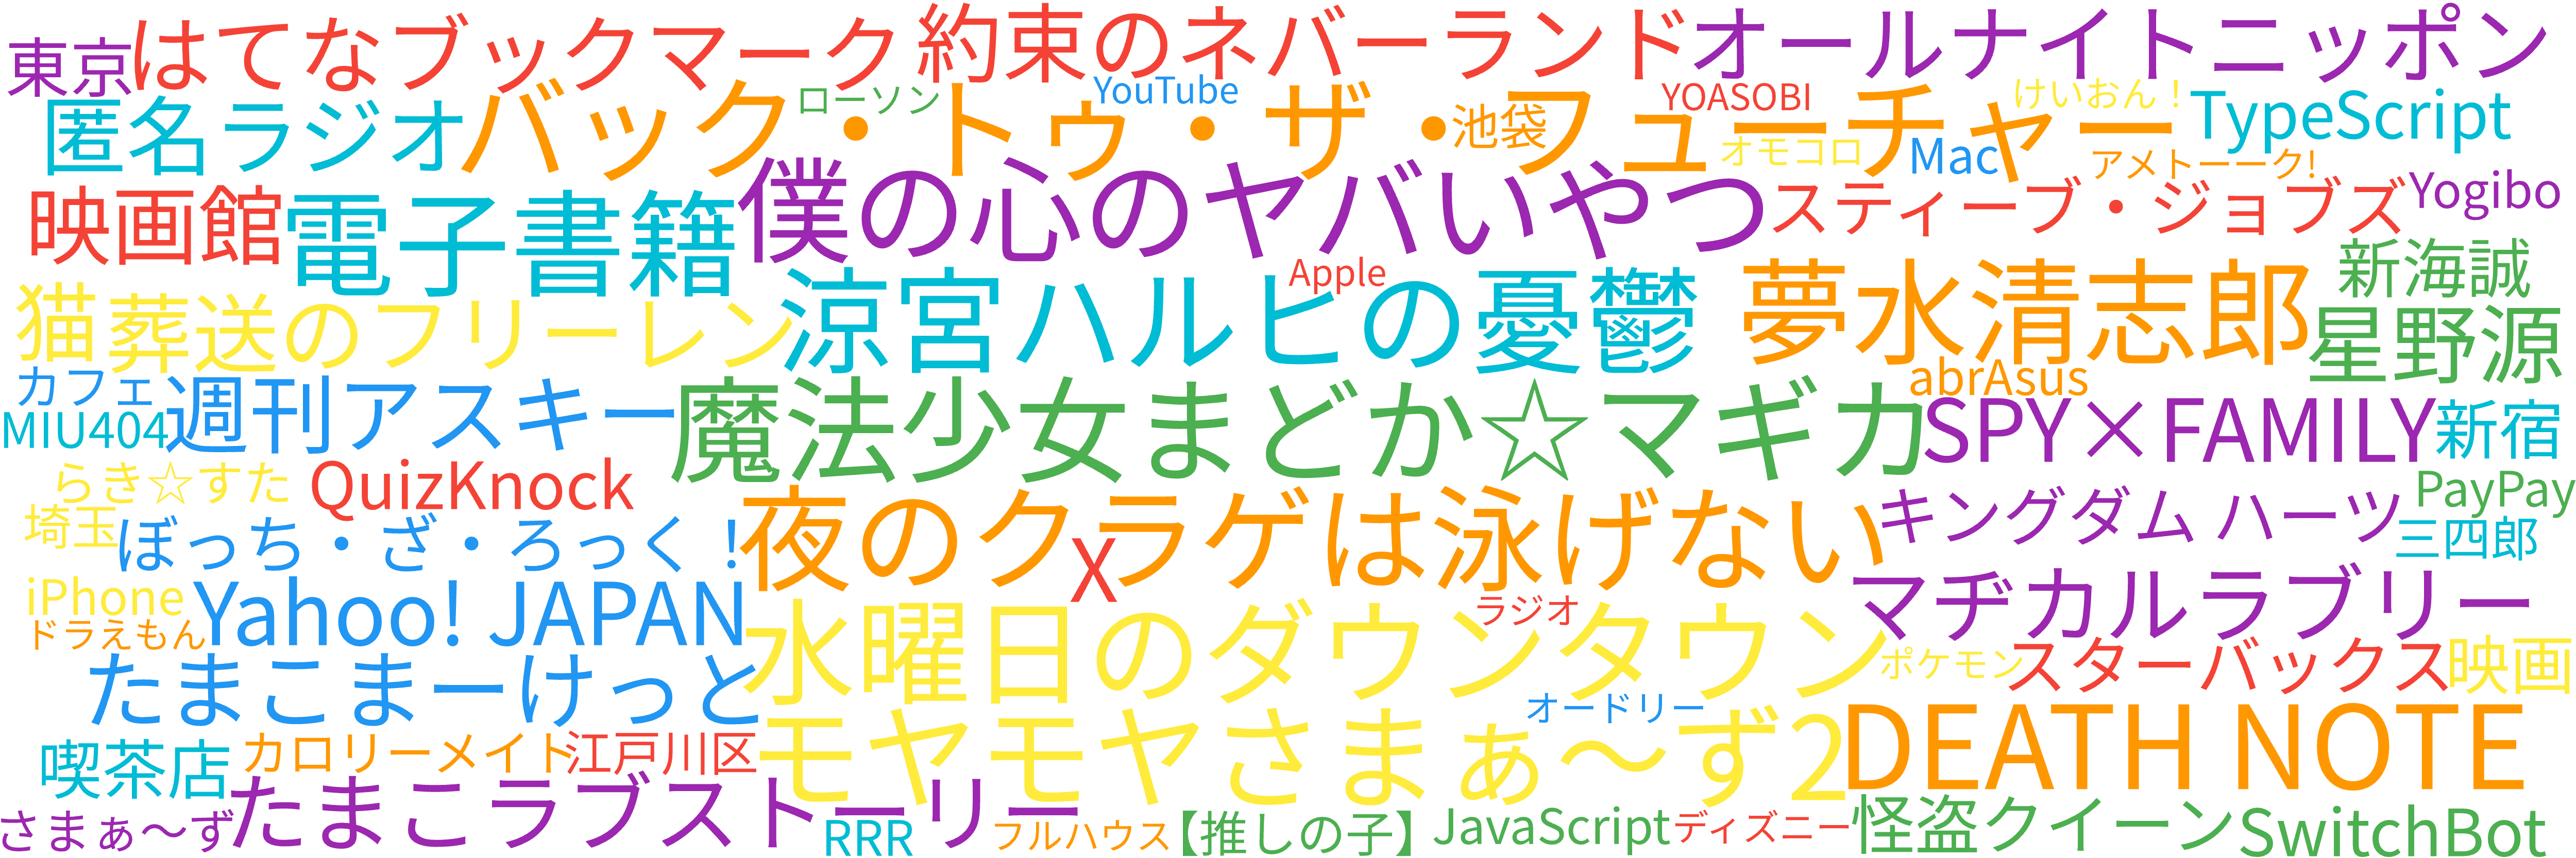 東京
はてなブックマーク
約束のネバーランド
オールナイトニッポン
匿名ラジオ
バック・トゥ・ザ・フューチャー
ローソン
YouTube
池袋
YOASOBI
オモコロ
けいおん！
Mac
TypeScript
アメトーーク!
映画館
電子書籍
僕の心のヤバいやつ
スティーブ・ジョブズ
Yogibo
猫
葬送のフリーレン
涼宮ハルヒの憂鬱
Apple
夢水清志郎
新海誠
星野源
カフェ
MIU404
週刊アスキー
魔法少女まどか☆マギカ
abrAsus
SPY×FAMILY
新宿
らき☆すた
QuizKnock
埼玉
ぼっち・ざ・ろっく！
夜のクラゲは泳げない
X
キングダム ハーツ
PayPay
三四郎
iPhone
ドラえもん
Yahoo! JAPAN
水曜日のダウンタウン
ラジオ
マヂカルラブリー
たまこまーけっと
ポケモン
スターバックス
映画
オードリー
喫茶店
カロリーメイト
江戸川区
モヤモヤさまぁ〜ず2
DEATH NOTE
さまぁ〜ず
たまこラブストーリー
RRR
フルハウス
【推しの子】
JavaScript
ディズニー
怪盗クイーン
SwitchBot